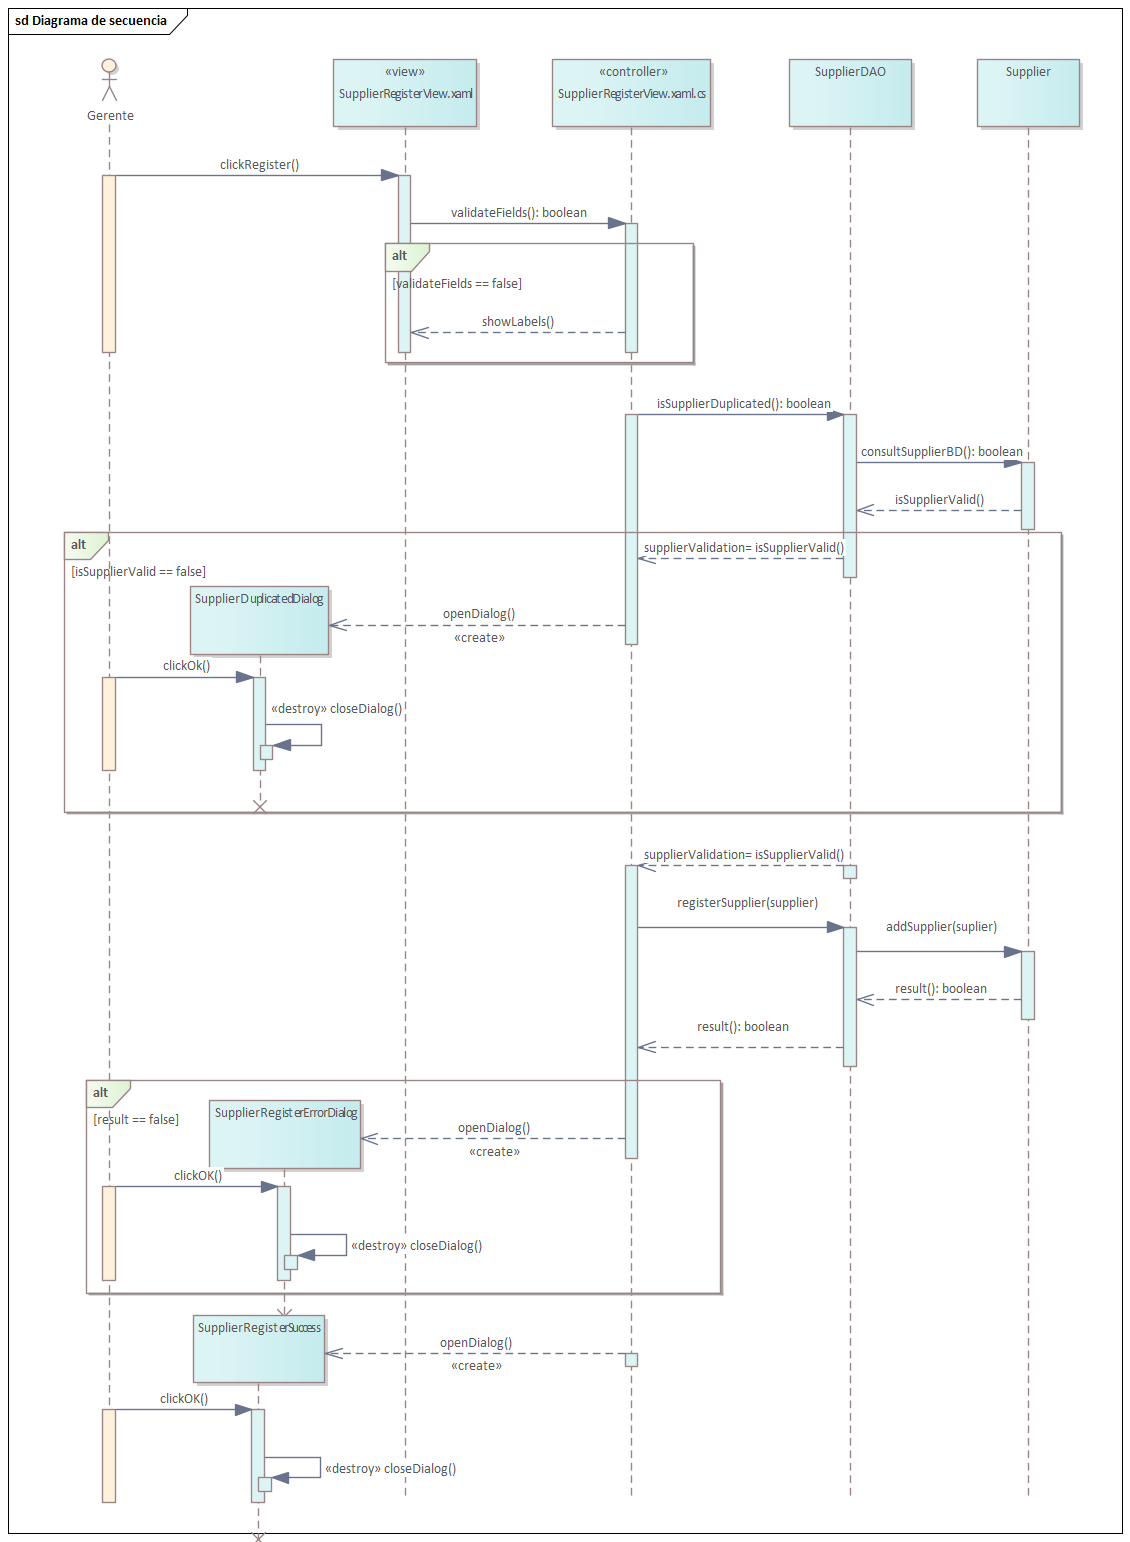 sd Diagrama de secuencia
«view»
SupplierRegisterView.xaml
«controller»
SupplierRegisterView.xaml.cs
SupplierDAO
Supplier
Gerente
clickRegister()
validateFields(): boolean
alt
[validateFields == false]
showLabels()
isSupplierDuplicated(): boolean
consultSupplierBD(): boolean
isSupplierValid()
alt
supplierValidation= isSupplierValid()
[isSupplierValid == false]
SupplierDuplicatedDialog
openDialog()
«create»
clickOk()
«destroy» closeDialog()
supplierValidation= isSupplierValid()
registerSupplier(supplier)
addSupplier(suplier)
result(): boolean
result(): boolean
alt
[result == false]
SupplierRegisterErrorDialog
openDialog()
«create»
clickOK()
«destroy» closeDialog()
SupplierRegisterSuccess
openDialog()
«create»
clickOK()
«destroy» closeDialog()